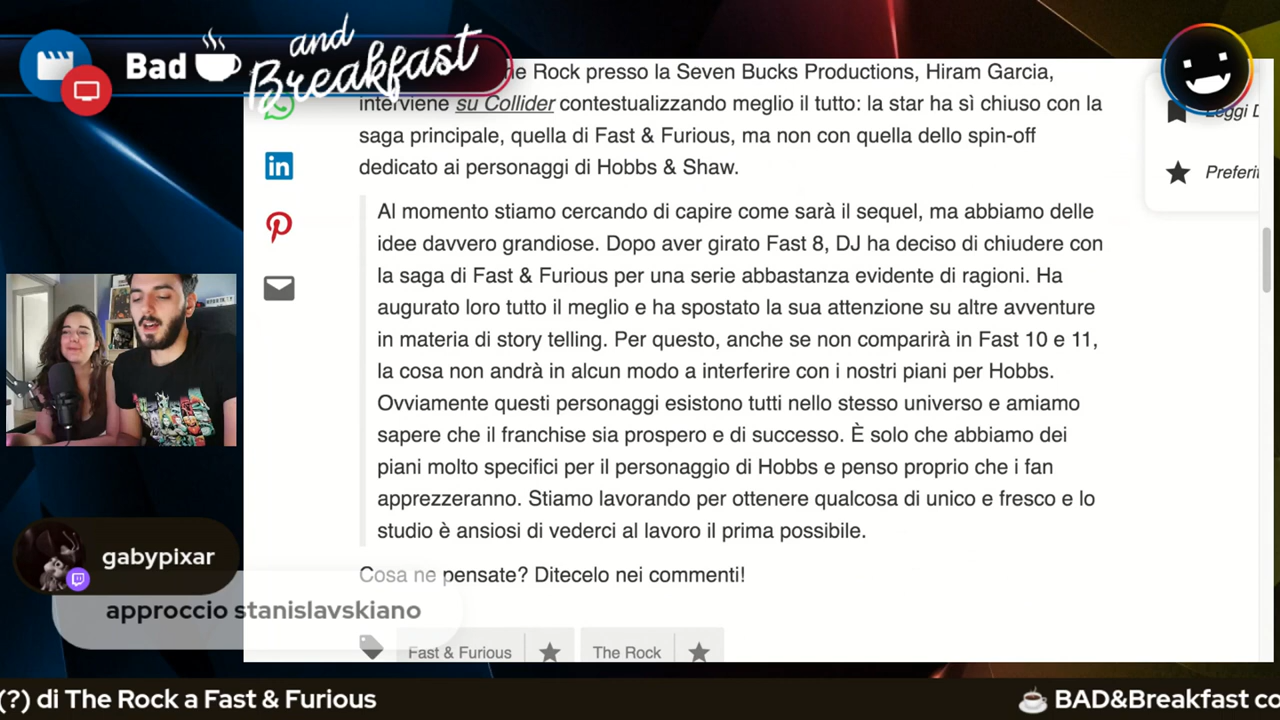 Bad and Breakfast
he Rock presso la Seven Bucks Productions, Hiram Garcia,
interviene su Collider contestualizzando meglio il tutto: la star ha sì chiuso con la
saga principale, quella di Fast & Furious, ma non con quella dello spin-off
dedicato ai personaggi di Hobbs & Shaw.
Leggi D
Preferit
Al momento stiamo cercando di capire come sarà il sequel, ma abbiamo delle
idee davvero grandiose. Dopo aver girato Fast 8, DJ ha deciso di chiudere con
la saga di Fast & Furious per una serie abbastanza evidente di ragioni. Ha
augurato loro tutto il meglio e ha spostato la sua attenzione su altre avventure
in materia di story telling. Per questo, anche se non comparirà in Fast 10 e 11,
la cosa non andrà in alcun modo a interferire con i nostri piani per Hobbs.
Ovviamente questi personaggi esistono tutti nello stesso universo e amiamo
sapere che il franchise sia prospero e di successo. È solo che abbiamo dei
piani molto specifici per il personaggio di Hobbs e penso proprio che i fan
apprezzeranno. Stiamo lavorando per ottenere qualcosa di unico e fresco e lo
studio è ansiosi di vederci al lavoro il prima possibile.
Cosa ne pensate? Ditecelo nei commenti!
Fast & Furious
The Rock
gabypixar
approccio stanislavskiano
(?) di The Rock a Fast & Furious
BAD&Breakfast co